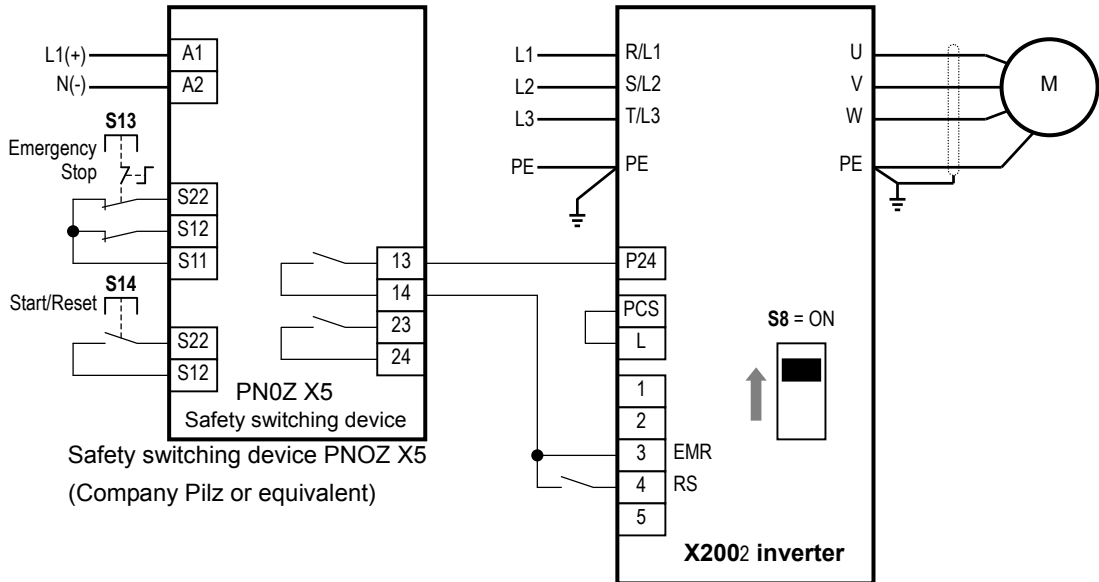 L1(+)
A1
N(-)
A2
S13
Emergency
Stop
S22
S12
S11
S14
Start/Reset
S22
S12
13
14
23
24
PN0Z X5
Safety switching device
Safety switching device PNOZ X5
(Company Pilz or equivalent)
L1
R/L1
L2
S/L2
L3
T/L3
PE
PE
U
V
W
PE
M
P24
PCS
L
S8 = ON
1
2
3
EMR
4
RS
5
X2002 inverter